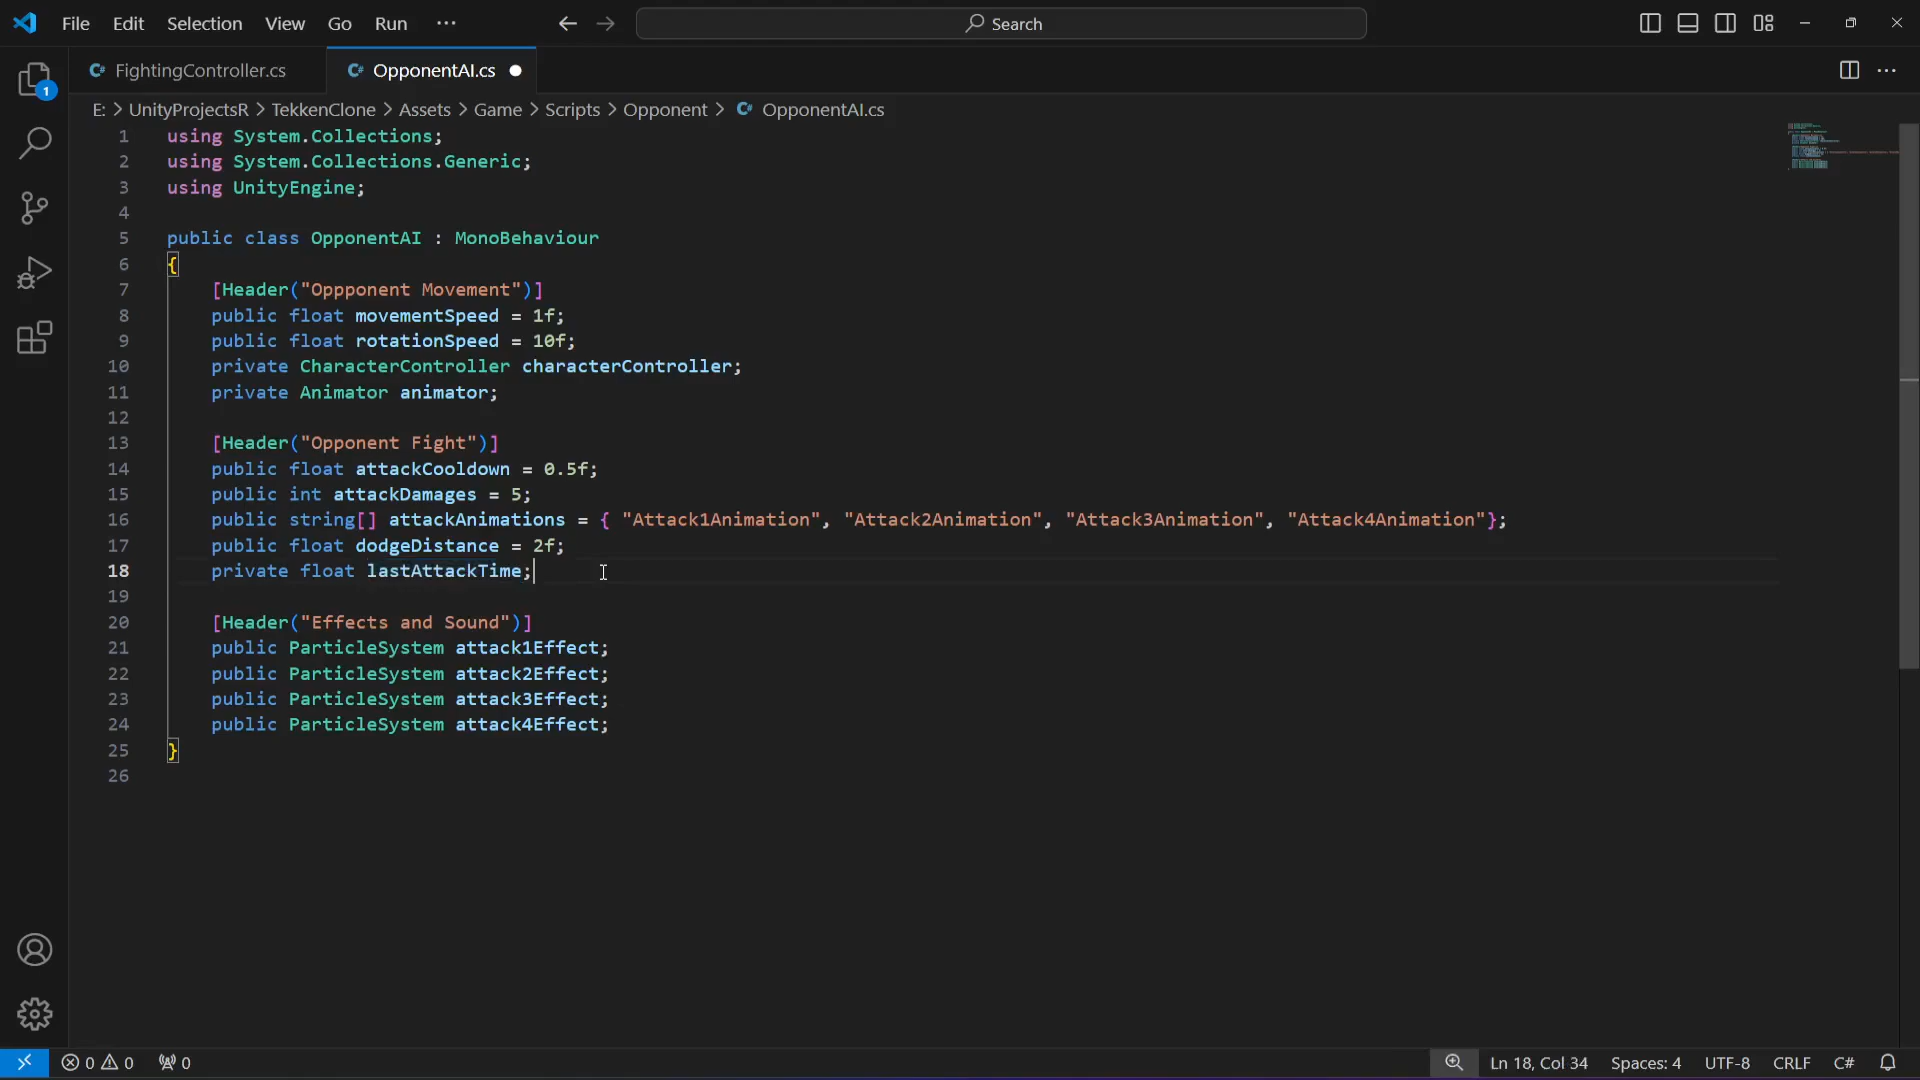 File Edit Selection View Go Run ··· Search
FightingController.cs OpponentAI.cs
E: > UnityProjectsR > TekkenClone > Assets > Game > Scripts > Opponent > OpponentAI.cs
1 using System.Collections;
2 using System.Collections.Generic;
3 using UnityEngine;
4
5 public class OpponentAI : MonoBehaviour
6 {
7 [Header("Oppponent Movement")]
8 public float movementSpeed = 1f;
9 public float rotationSpeed = 10f;
10 private CharacterController characterController;
11 private Animator animator;
12
13 [Header("Opponent Fight")]
14 public float attackCooldown = 0.5f;
15 public int attackDamages = 5;
16 public string[] attackAnimations = { "Attack1Animation", "Attack2Animation", "Attack3Animation", "Attack4Animation"};
17 public float dodgeDistance = 2f;
18 private float lastAttackTime;
19
20 [Header("Effects and Sound")]
21 public ParticleSystem attack1Effect;
22 public ParticleSystem attack2Effect;
23 public ParticleSystem attack3Effect;
24 public ParticleSystem attack4Effect;
25 }
26
1
0 0 0 Ln 18, Col 34 Spaces: 4 UTF-8 CRLF C#